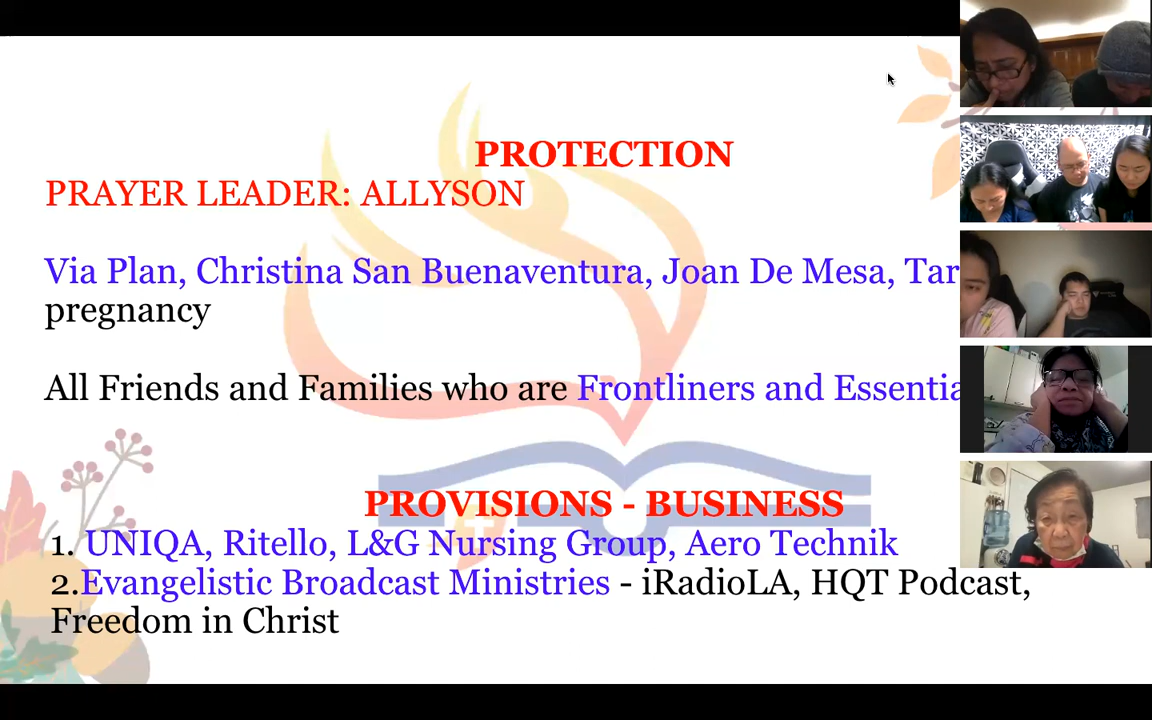 PROTECTION
PRAYER LEADER: ALLYSON
Via Plan, Christina San Buenaventura, Joan De Mesa,
pregnancy
All Friends and Families who are Frontliners and
PROVISIONS - BUSINESS
1. UNIQA, Ritello, L&G Nursing Group, Aero Technik
2.Evangelistic Broadcast Ministries - iRadioLA, HQT Podcast,
Freedom in Christ